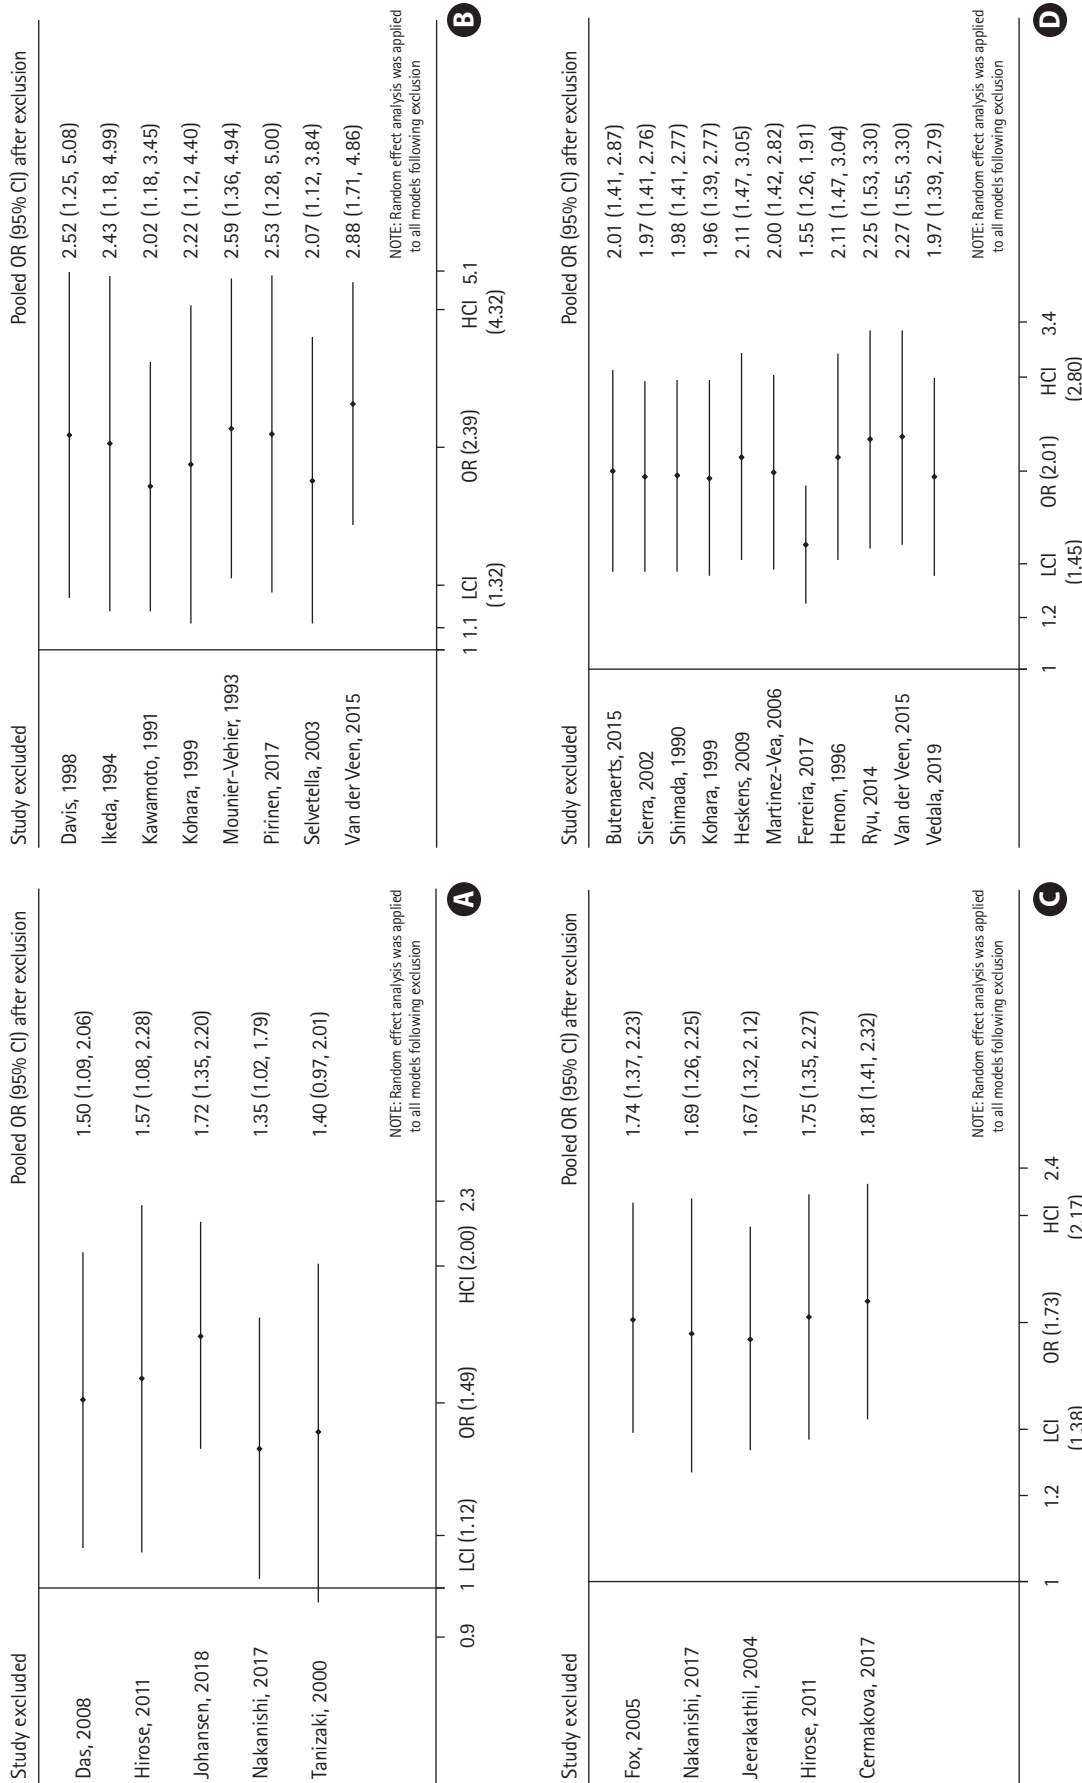 Study excluded Pooled OR (95% CI) after exclusion
Das, 2008 1.50 (1.09, 2.06)
Hirose, 2011 1.57 (1.08, 2.28)
Johansen, 2018 1.72 (1.35, 2.20)
Nakanishi, 2017 1.35 (1.02, 1.79)
Tanizaki, 2000 1.40 (0.97, 2.01)
NOTE: Random effect analysis was applied
to all models following exclusion
0.9 1 LCI (1.12) OR (1.49) HCI (2.00) 2.3
A
Study excluded Pooled OR (95% CI) after exclusion
Davis, 1998 2.52 (1.25, 5.08)
Ikeda, 1994 2.43 (1.18, 4.99)
Kawamoto, 1991 2.02 (1.18, 3.45)
Kohara, 1999 2.22 (1.12, 4.40)
Mounier-Vehier, 1993 2.59 (1.36, 4.94)
Pirinen, 2017 2.53 (1.28, 5.00)
Selvetella, 2003 2.07 (1.12, 3.84)
Van der Veen, 2015 2.88 (1.71, 4.86)
NOTE: Random effect analysis was applied
to all models following exclusion
1 1.1 LCI OR (2.39) HCI 5.1
(1.32) (4.32)
B
Study excluded Pooled OR (95% CI) after exclusion
Fox, 2005 1.74 (1.37, 2.23)
Nakanishi, 2017 1.69 (1.26, 2.25)
Jeerakathil, 2004 1.67 (1.32, 2.12)
Hirose, 2011 1.75 (1.35, 2.27)
Cermakova, 2017 1.81 (1.41, 2.32)
NOTE: Random effect analysis was applied
to all models following exclusion
1 1.2 LCI OR (1.73) HCI 2.4
(1.38) (2.17)
C
Study excluded Pooled OR (95% CI) after exclusion
Butenaerts, 2015 2.01 (1.41, 2.87)
Sierra, 2002 1.97 (1.41, 2.76)
Shimada, 1990 1.98 (1.41, 2.77)
Kohara, 1999 1.96 (1.39, 2.77)
Heskens, 2009 2.11 (1.47, 3.05)
Martinez-Vea, 2006 2.00 (1.42, 2.82)
Ferreira, 2017 1.55 (1.26, 1.91)
Henon, 1996 2.11 (1.47, 3.04)
Ryu, 2014 2.25 (1.53, 3.30)
Van der Veen, 2015 2.27 (1.55, 3.30)
Vedala, 2019 1.97 (1.39, 2.79)
NOTE: Random effect analysis was applied
to all models following exclusion
1 1.2 LCI OR (2.01) HCI 3.4
(1.45) (2.80)
D